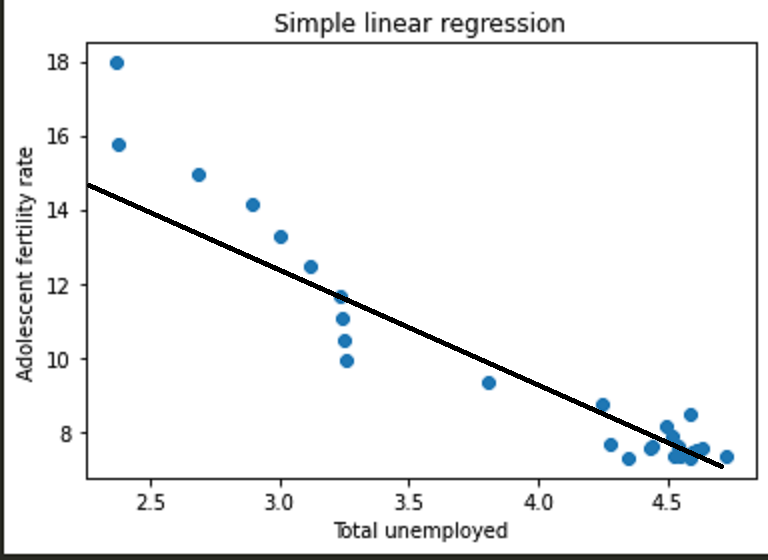 Simple linear regression
18
16
14
12
10
8
Adolescent fertility rate
2.5 3.0 3.5 4.0 4.5
Total unemployed